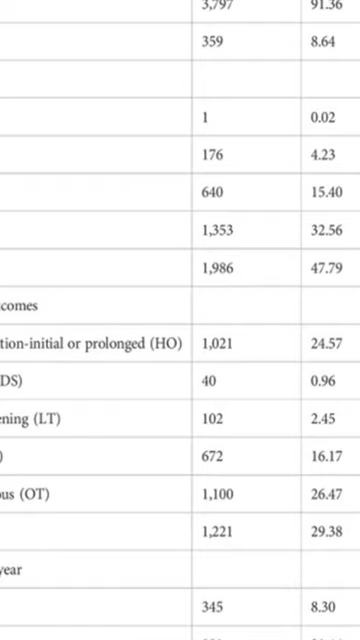 3,797 91.36
359 8.64
1 0.02
176 4.23
640 15.40
1,353 32.56
1,986 47.79
comes
tion-initial or prolonged (HO) 1,021 24.57
DS) 40 0.96
ening (LT) 102 2.45
) 672 16.17
ous (OT) 1,100 26.47
1,221 29.38
year
345 8.30